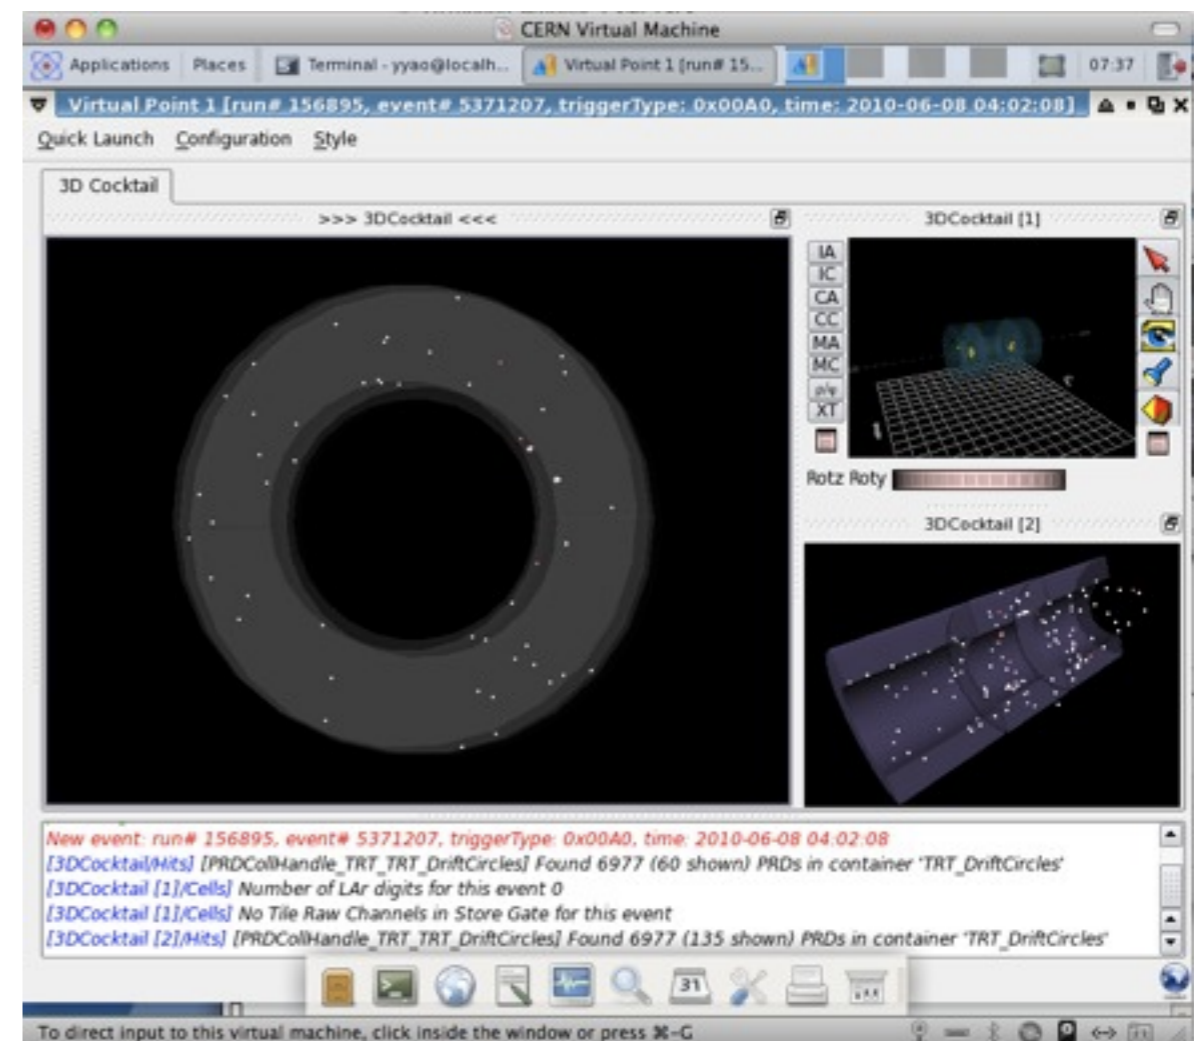 CERN Virtual Machine
Applications Places Terminal - yyao@localh... Virtual Point 1 [run# 15... 07:37
Virtual Point 1 [run# 156895, event# 5371207, triggerType: 0x00A0, time: 2010-06-08 04:02:08]
Quick Launch Configuration Style
3D Cocktail
>>> 3DCocktail <<<
3DCocktail [1]
IA
IC
CA
CC
MA
MC
XT
Rotz Roty
3DCocktail [2]
New event: run# 156895, event# 5371207, triggerType: 0x00A0, time: 2010-06-08 04:02:08
[3DCocktail/Hits] [PRDCollHandle_TRT_TRT_DriftCircles] Found 6977 (60 shown) PRDs in container 'TRT_DriftCircles'
[3DCocktail [1]/Cells] Number of LAr digits for this event 0
[3DCocktail [1]/Cells] No Tile Raw Channels in Store Gate for this event
[3DCocktail [2]/Hits] [PRDCollHandle_TRT_TRT_DriftCircles] Found 6977 (135 shown) PRDs in container 'TRT_DriftCircles'
31
To direct input to this virtual machine, click inside the window or press ⌘-G